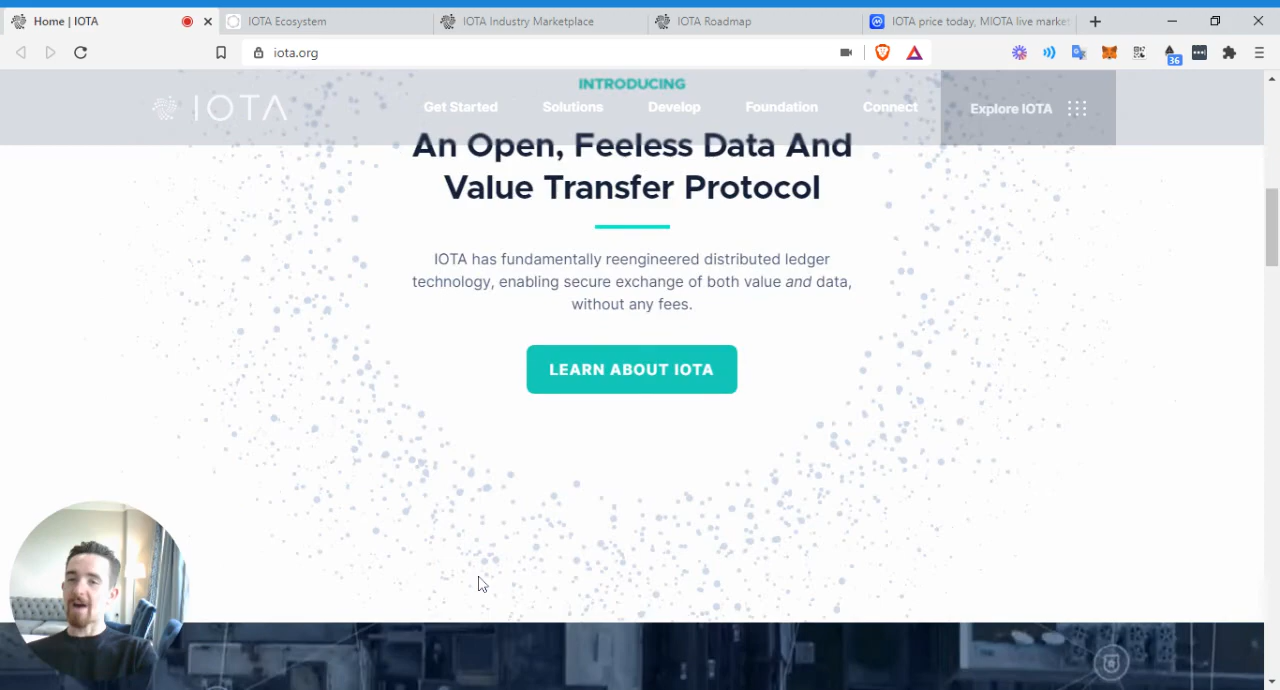 Home | IOTA
IOTA Ecosystem
IOTA Industry Marketplace
IOTA Roadmap
IOTA price today, MIOTA live market
iota.org
36
INTRODUCING
IOTA
Get Started
Solutions
Develop
Foundation
Connect
Explore IOTA
An Open, Feeless Data And
Value Transfer Protocol
IOTA has fundamentally reengineered distributed ledger
technology, enabling secure exchange of both value and data,
without any fees.
LEARN ABOUT IOTA